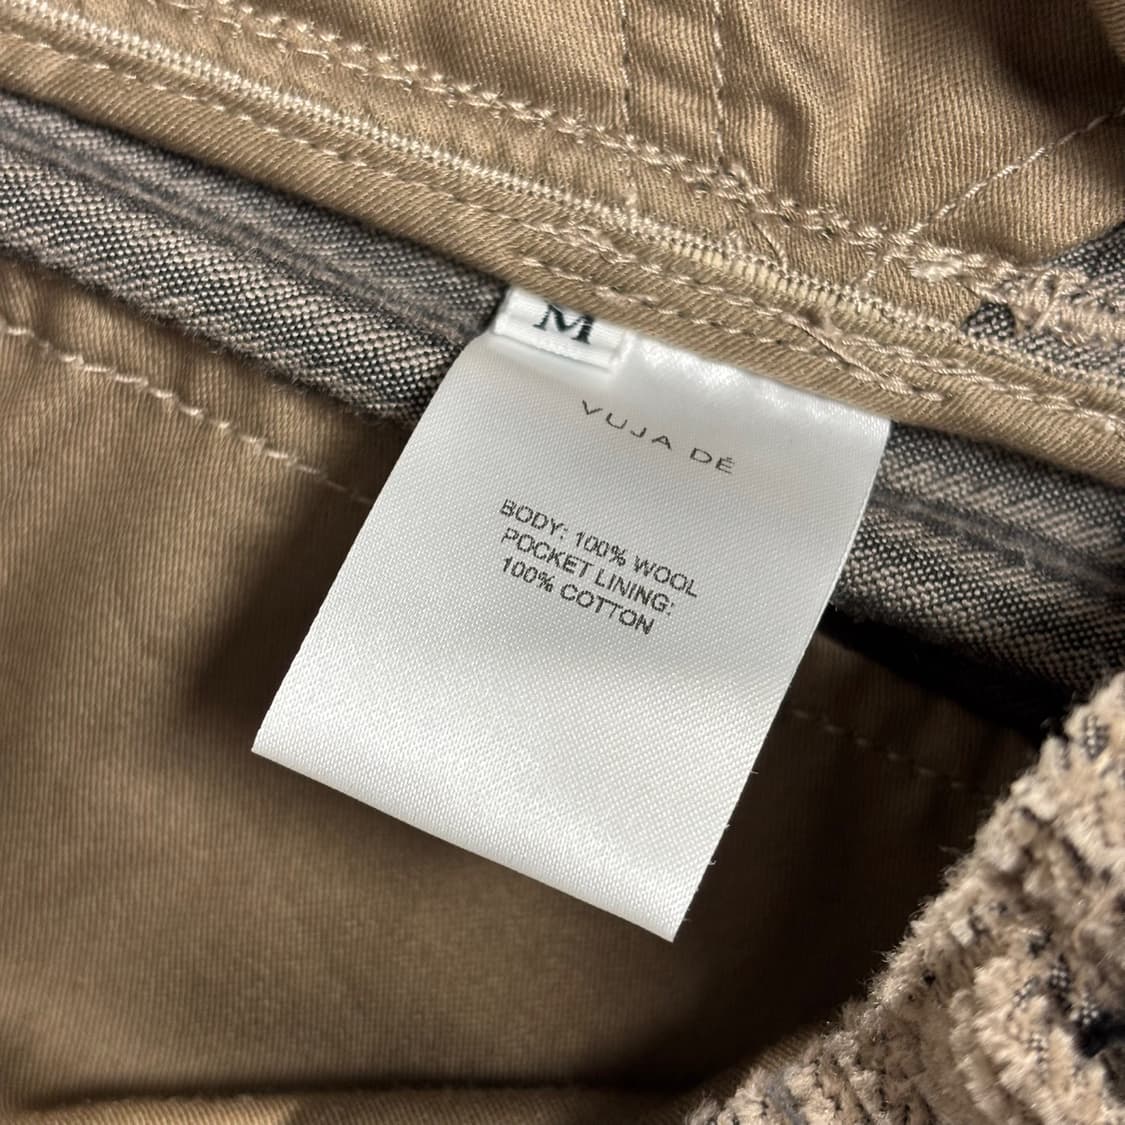 M
VUJA DÉ
BODY: 100% WOOL
POCKET LINING:
100% COTTON